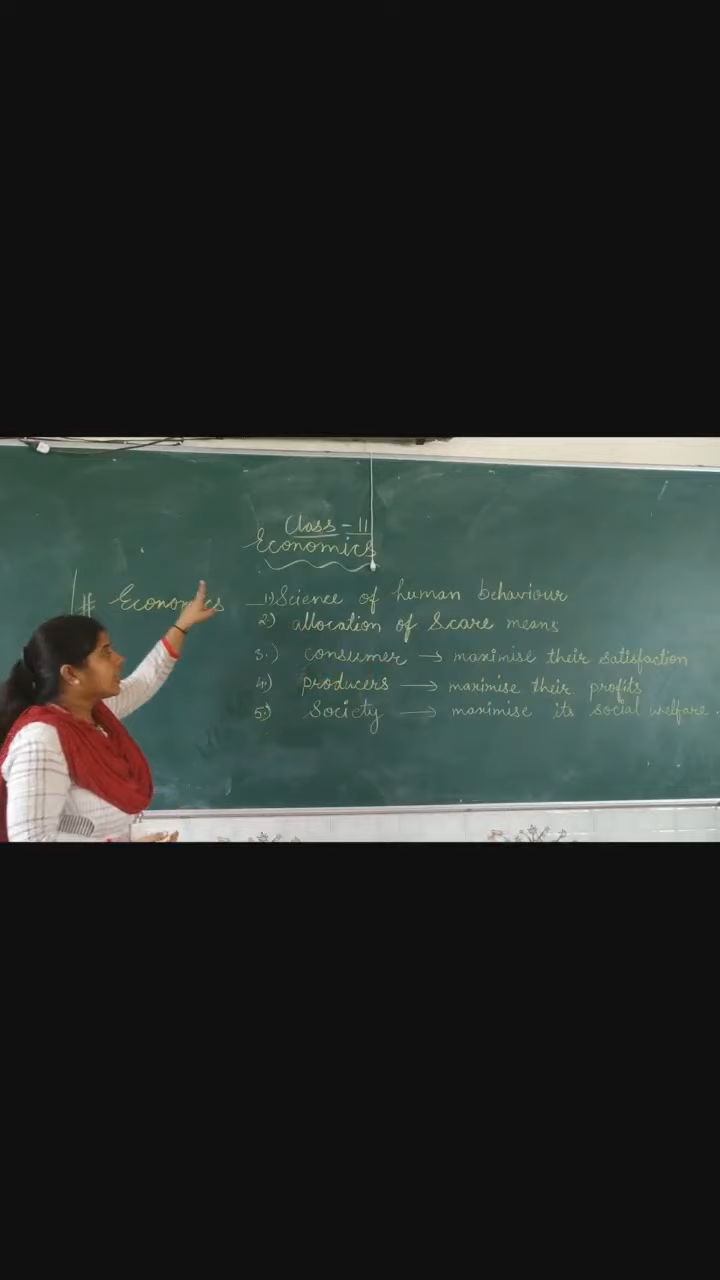 Class - 11
Economics
# Economics 1) Science of human behaviour
2) allocation of Scare means
3.) consumer → maximise their satisfaction
4) producers → maximise their profits
5.) Society → maximise its social welfare.